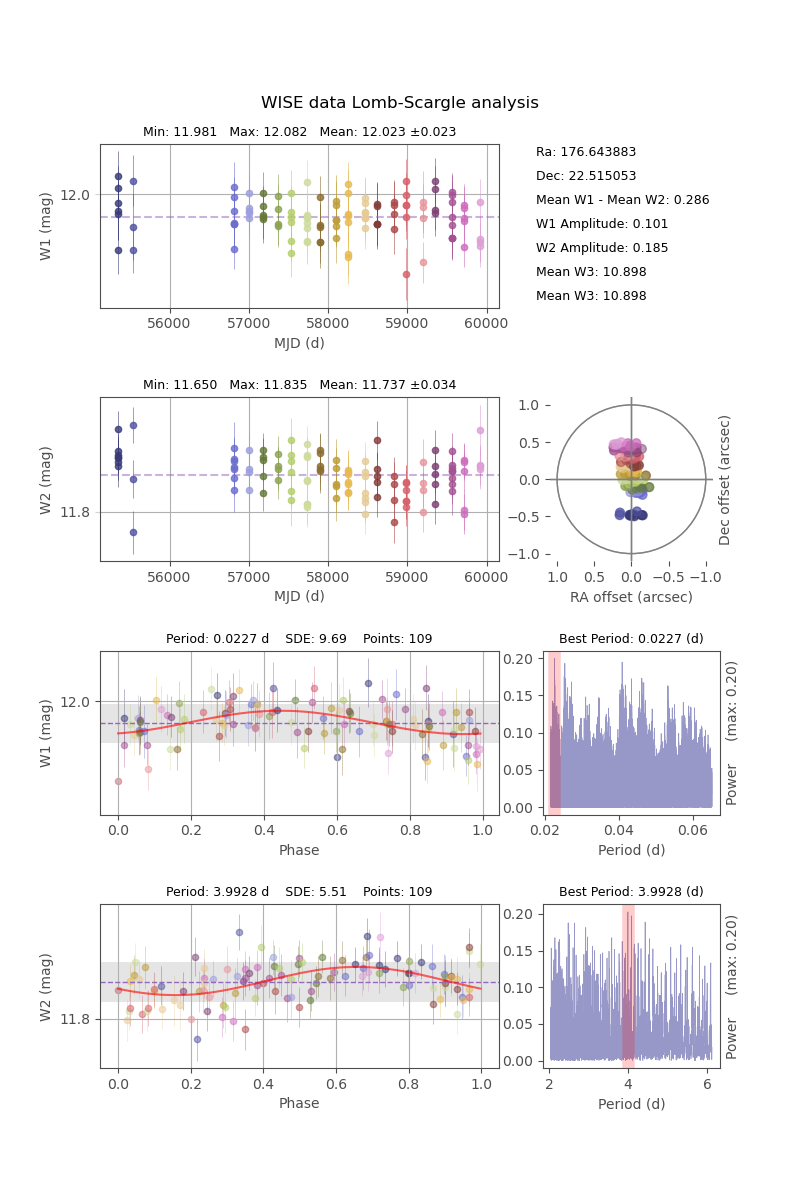 WISE data Lomb-Scargle analysis
Min: 11.981 Max: 12.082 Mean: 12.023 ±0.023
W1 (mag)
12.0
56000 57000 58000 59000 60000
MJD (d)
Ra: 176.643883
Dec: 22.515053
Mean W1 - Mean W2: 0.286
W1 Amplitude: 0.101
W2 Amplitude: 0.185
Mean W3: 10.898
Mean W3: 10.898
Min: 11.650 Max: 11.835 Mean: 11.737 ±0.034
W2 (mag)
11.8
56000 57000 58000 59000 60000
MJD (d)
1.0
0.5
0.0
−0.5
−1.0
1.0 0.5 0.0 −0.5 −1.0
RA offset (arcsec)
Dec offset (arcsec)
Period: 0.0227 d SDE: 9.69 Points: 109
W1 (mag)
12.0
0.0 0.2 0.4 0.6 0.8 1.0
Phase
Best Period: 0.0227 (d)
0.20
0.15
0.10
0.05
0.00
0.02 0.04 0.06
Period (d)
Power (max: 0.20)
Period: 3.9928 d SDE: 5.51 Points: 109
W2 (mag)
11.8
0.0 0.2 0.4 0.6 0.8 1.0
Phase
Best Period: 3.9928 (d)
0.20
0.15
0.10
0.05
0.00
2 4 6
Period (d)
Power (max: 0.20)